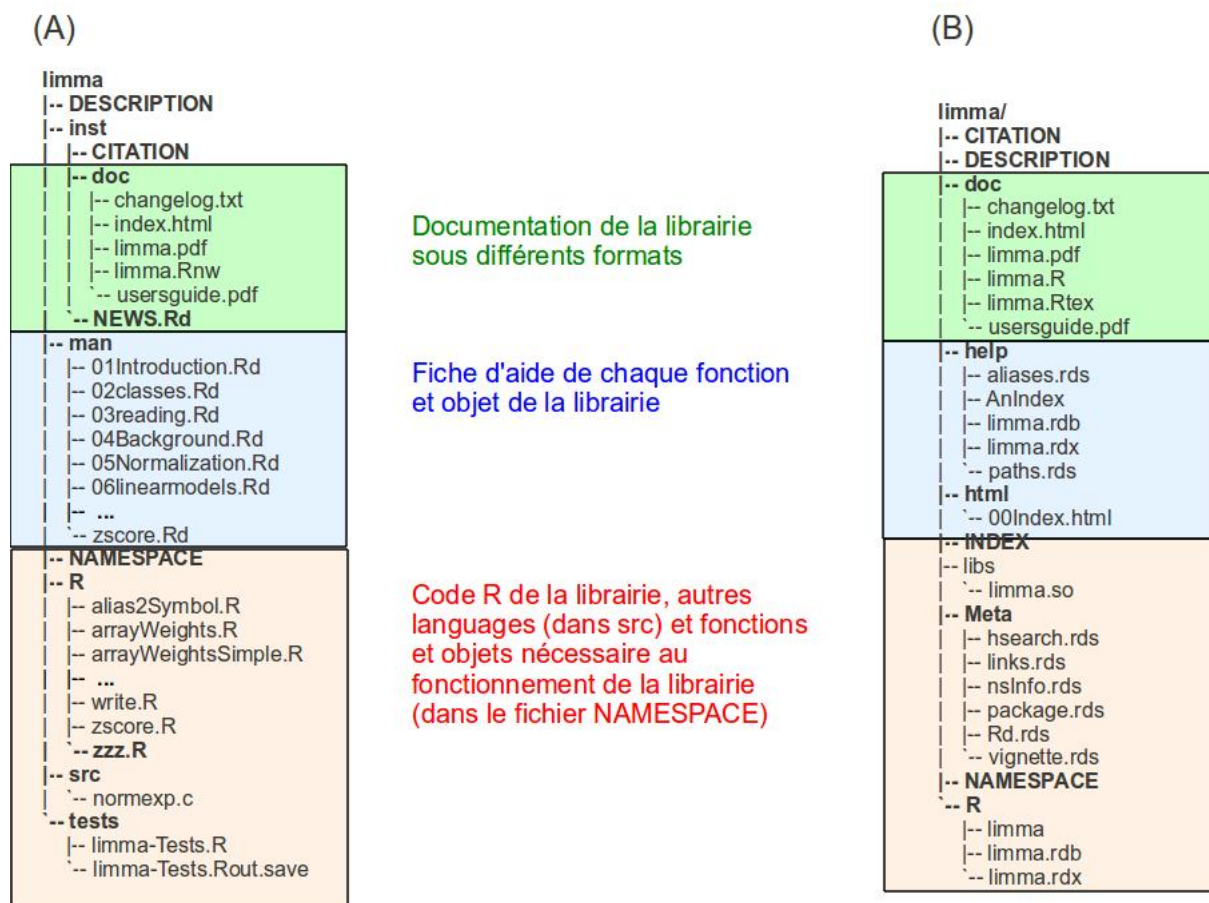 (A)
limma
|-- DESCRIPTION
|-- inst
|   |-- CITATION
|   |-- doc
|   |   |-- changelog.txt
|   |   |-- index.html
|   |   |-- limma.pdf
|   |   |-- limma.Rnw
|   |   `-- usersguide.pdf
|   `-- NEWS.Rd
|-- man
|   |-- 01Introduction.Rd
|   |-- 02classes.Rd
|   |-- 03reading.Rd
|   |-- 04Background.Rd
|   |-- 05Normalization.Rd
|   |-- 06linearmodels.Rd
|   |-- ...
|   `-- zscore.Rd
|-- NAMESPACE
|-- R
|   |-- alias2Symbol.R
|   |-- arrayWeights.R
|   |-- arrayWeightsSimple.R
|   |-- ...
|   |-- write.R
|   |-- zscore.R
|   `-- zzz.R
|-- src
|   `-- normexp.c
`-- tests
    |-- limma-Tests.R
    `-- limma-Tests.Rout.save
Documentation de la librairie
sous différents formats
Fiche d'aide de chaque fonction
et objet de la librairie
Code R de la librairie, autres
languages (dans src) et fonctions
et objets nécessaire au
fonctionnement de la librairie
(dans le fichier NAMESPACE)
(B)
limma/
|-- CITATION
|-- DESCRIPTION
|-- doc
|   |-- changelog.txt
|   |-- index.html
|   |-- limma.pdf
|   |-- limma.R
|   |-- limma.Rtex
|   `-- usersguide.pdf
|-- help
|   |-- aliases.rds
|   |-- AnIndex
|   |-- limma.rdb
|   |-- limma.rdx
|   `-- paths.rds
|-- html
|   `-- 00Index.html
|-- INDEX
|-- libs
|   `-- limma.so
|-- Meta
|   |-- hsearch.rds
|   |-- links.rds
|   |-- nsInfo.rds
|   |-- package.rds
|   |-- Rd.rds
|   `-- vignette.rds
|-- NAMESPACE
`-- R
    |-- limma
    |-- limma.rdb
    `-- limma.rdx